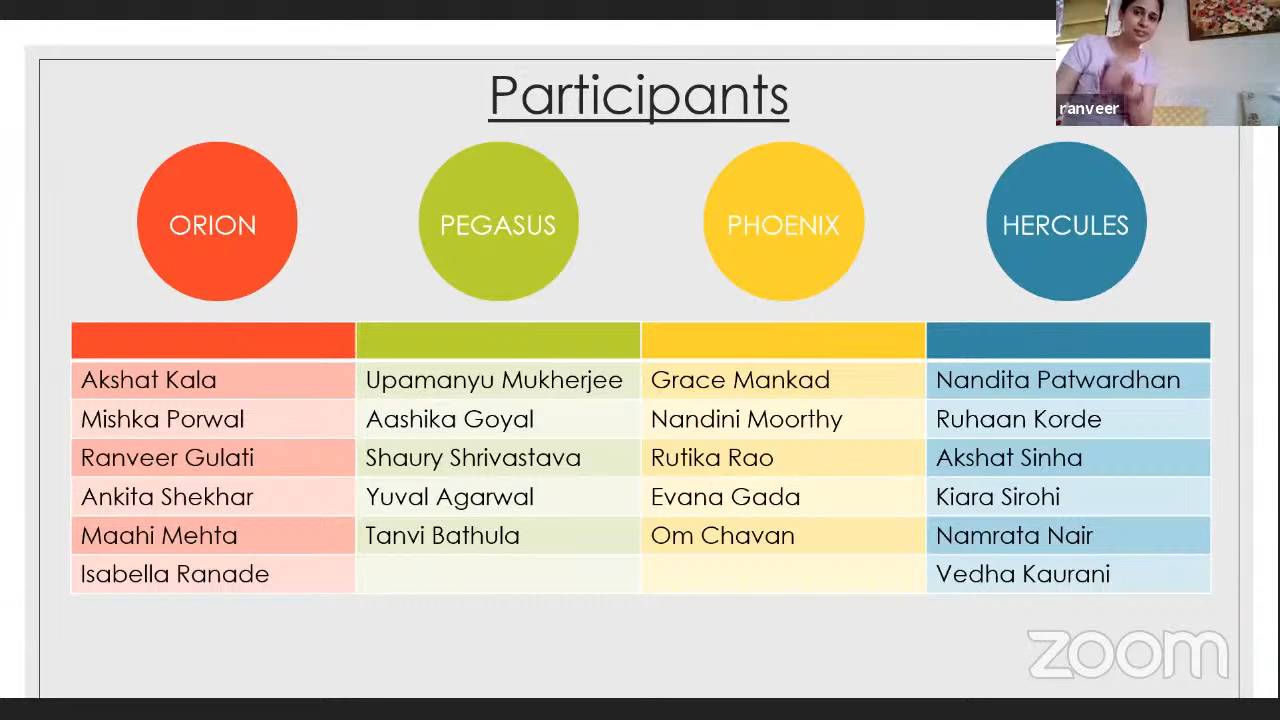 Participants
ranveer
ORION
PEGASUS
PHOENIX
HERCULES
Akshat Kala
Upamanyu Mukherjee
Grace Mankad
Nandita Patwardhan
Mishka Porwal
Aashika Goyal
Nandini Moorthy
Ruhaan Korde
Ranveer Gulati
Shaury Shrivastava
Rutika Rao
Akshat Sinha
Ankita Shekhar
Yuval Agarwal
Evana Gada
Kiara Sirohi
Maahi Mehta
Tanvi Bathula
Om Chavan
Namrata Nair
Isabella Ranade
Vedha Kaurani
zoom